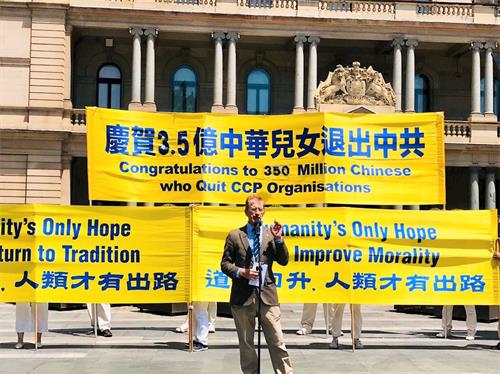 慶賀3.5億中華兒女退出中共
Congratulations to 350 Million Chinese
who Quit CCP Organisations
y's Only Hope
turn to Tradition
, 人類才有出路
manity's Only Hope
Improve Morality
道 升, 人類才有出路